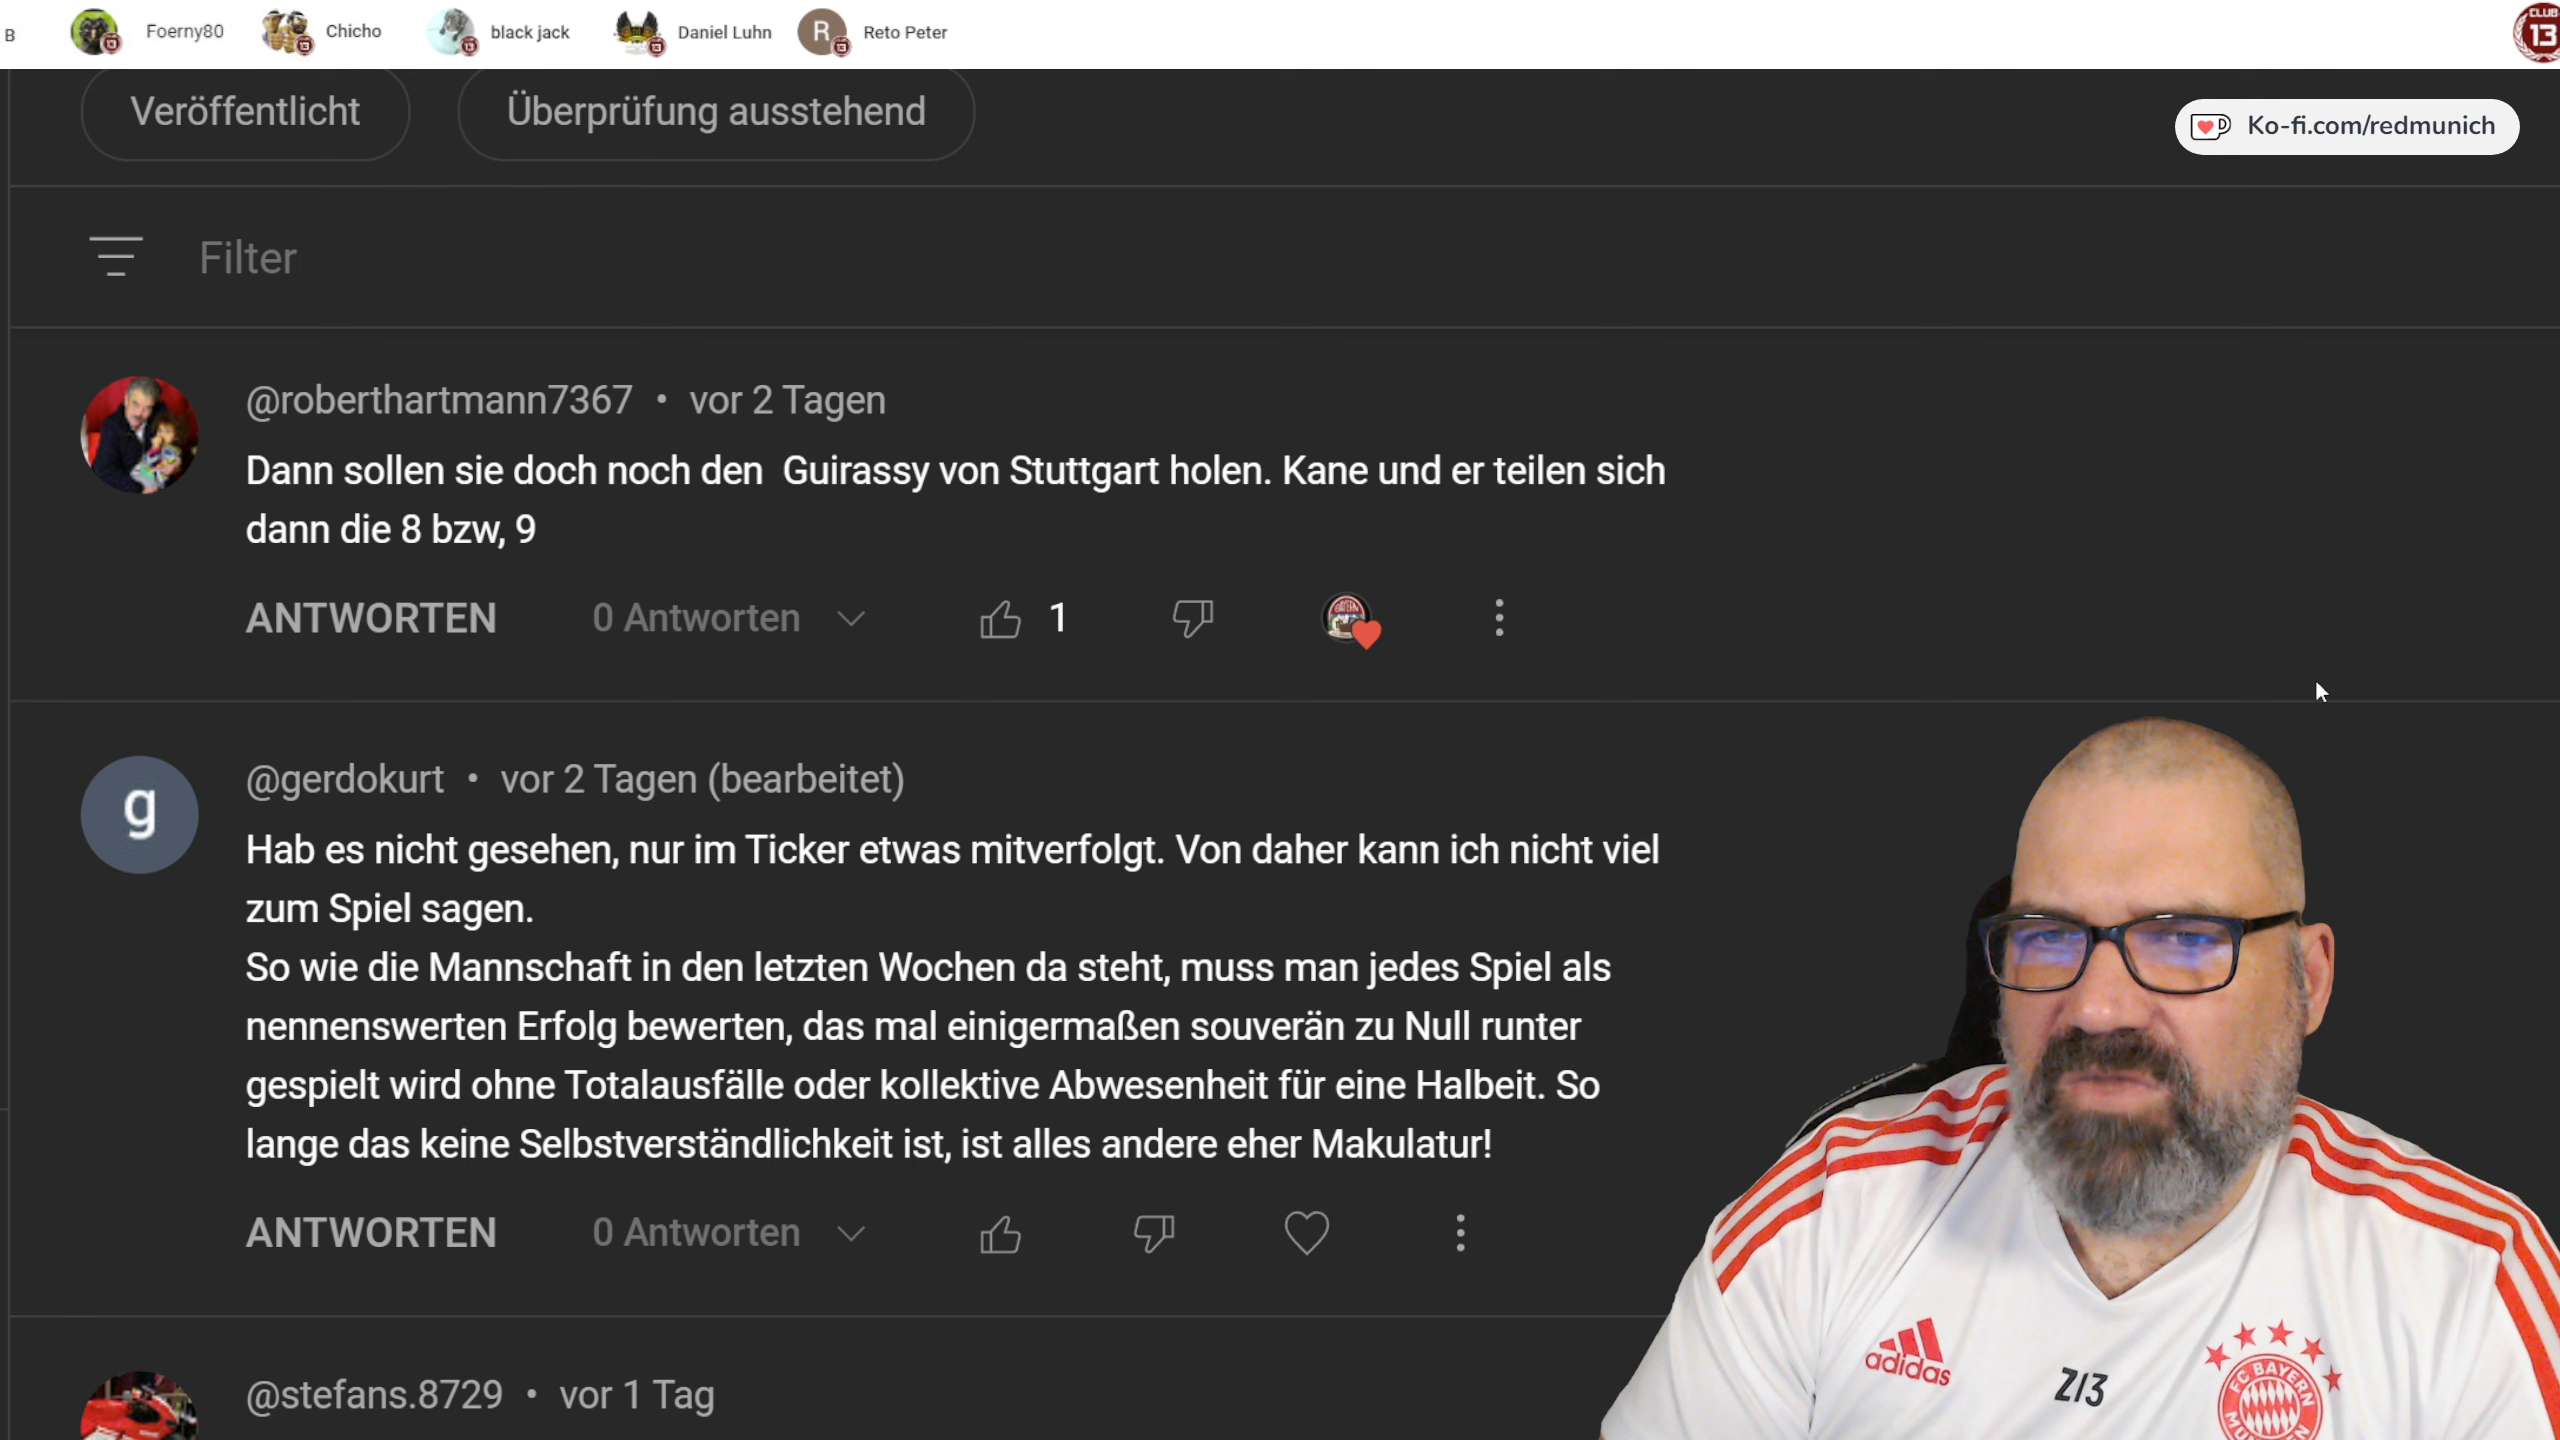 B
Foerny80
Chicho
black jack
Daniel Luhn
R
Reto Peter
CLUB
13
Veröffentlicht
Überprüfung ausstehend
Ko-fi.com/redmunich
Filter
@roberthartmann7367 • vor 2 Tagen
Dann sollen sie doch noch den Guirassy von Stuttgart holen. Kane und er teilen sich
dann die 8 bzw, 9
ANTWORTEN
0 Antworten
1
g
@gerdokurt • vor 2 Tagen (bearbeitet)
Hab es nicht gesehen, nur im Ticker etwas mitverfolgt. Von daher kann ich nicht viel
zum Spiel sagen.
So wie die Mannschaft in den letzten Wochen da steht, muss man jedes Spiel als
nennenswerten Erfolg bewerten, das mal einigermaßen souverän zu Null runter
gespielt wird ohne Totalausfälle oder kollektive Abwesenheit für eine Halbeit. So
lange das keine Selbstverständlichkeit ist, ist alles andere eher Makulatur!
ANTWORTEN
0 Antworten
@stefans.8729 • vor 1 Tag
adidas
Z/3
FC BAYERN